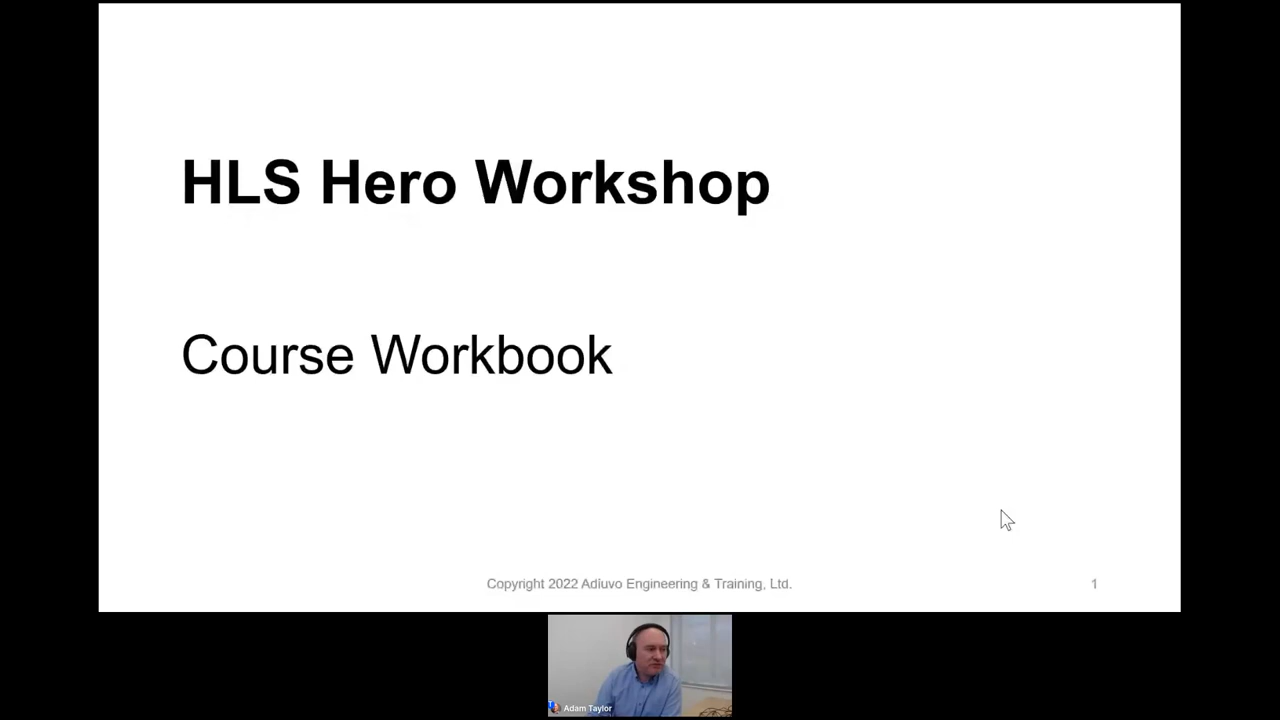 HLS Hero Workshop
Course Workbook
Copyright 2022 Adiuvo Engineering & Training, Ltd.
1
Adam Taylor